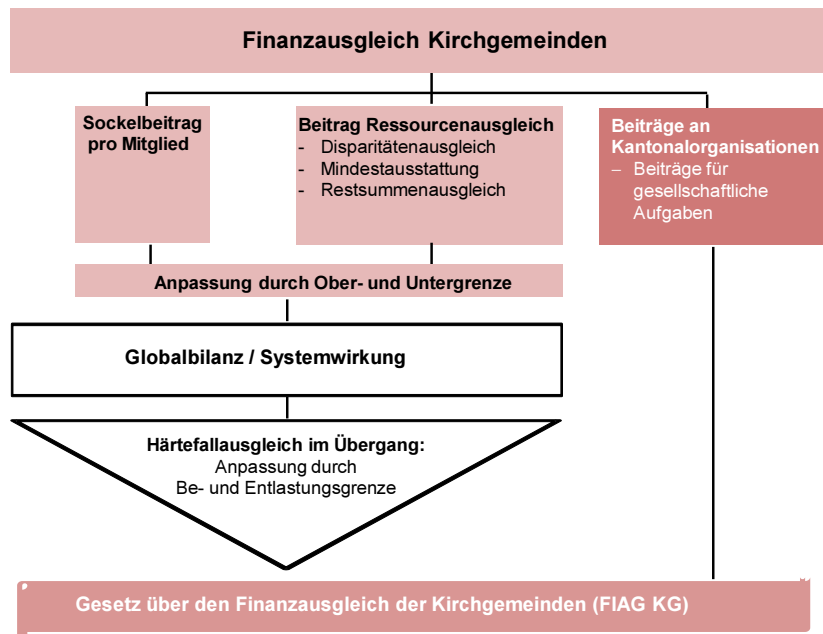 Finanzausgleich Kirchgemeinden
Sockelbeitrag
pro Mitglied
Beitrag Ressourcenausgleich
- Disparitätenausgleich
- Mindestausstattung
- Restsummenausgleich
Beiträge an
Kantonalorganisationen
– Beiträge für
gesellschaftliche
Aufgaben
Anpassung durch Ober- und Untergrenze
Globalbilanz / Systemwirkung
Härtefallausgleich im Übergang:
Anpassung durch
Be- und Entlastungsgrenze
Gesetz über den Finanzausgleich der Kirchgemeinden (FIAG KG)